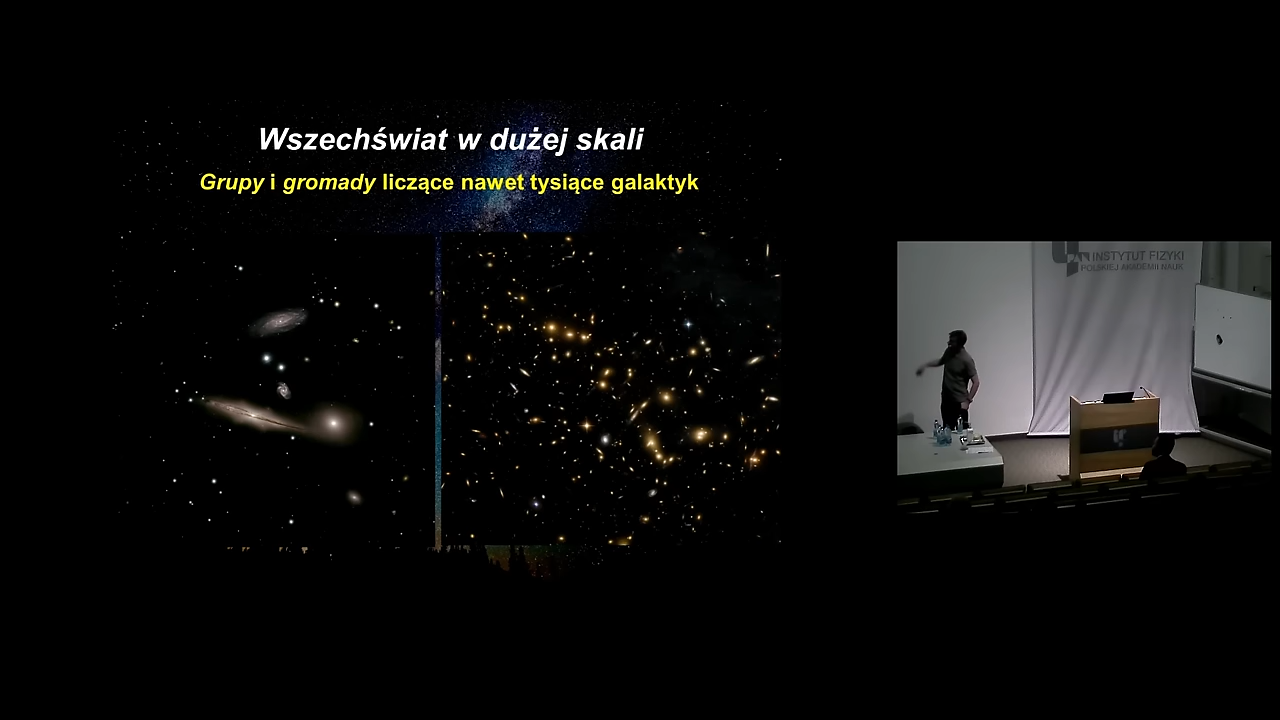 Wszechświat w dużej skali
Grupy i gromady liczące nawet tysiące galaktyk
INSTYTUT FIZYKI
POLSKIEJ AKADEMII NAUK